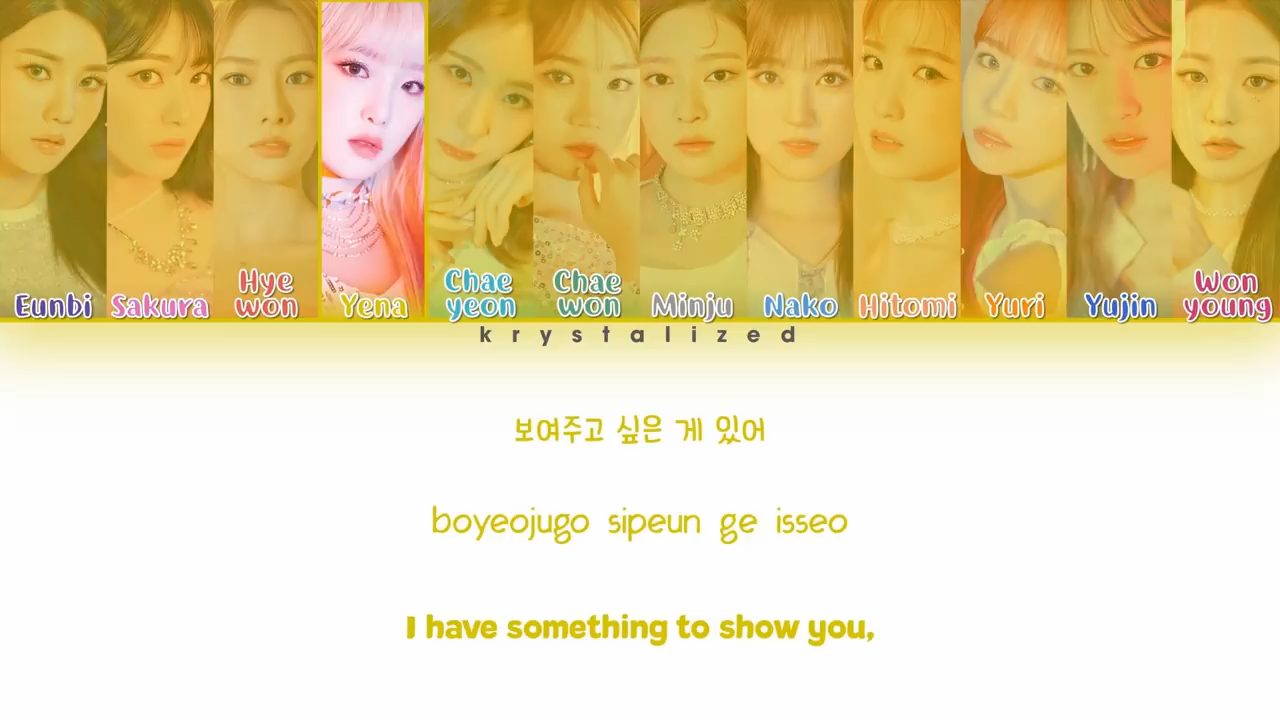 Eunbi
Sakura
Hye
won
Yena
Chae
yeon
Chae
won
Minju
Nako
Hitomi
Yuri
Yujin
Won
young
krystalized
보여주고 싶은 게 있어
boyeojugo sipeun ge isseo
I have something to show you,